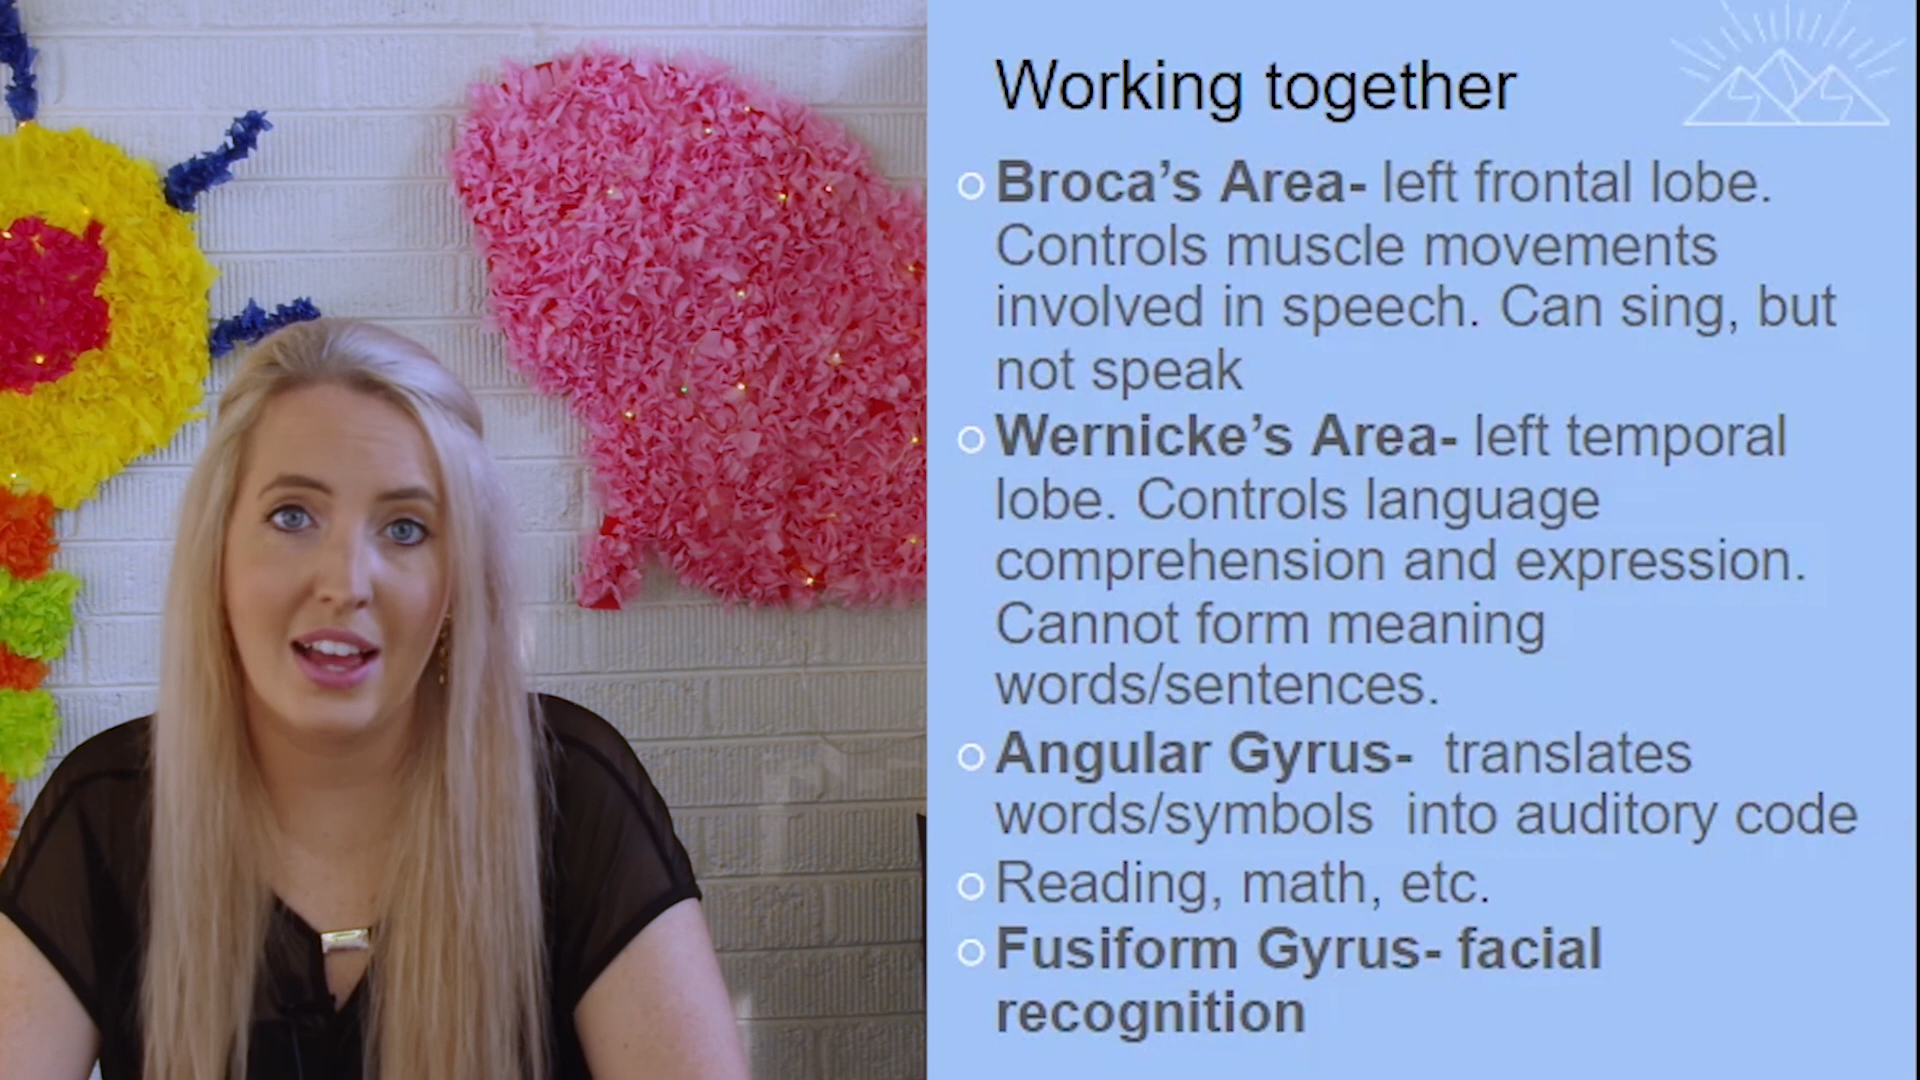 Working together
Broca's Area- left frontal lobe.
Controls muscle movements
involved in speech. Can sing, but
not speak
Wernicke's Area- left temporal
lobe. Controls language
comprehension and expression.
Cannot form meaning
words/sentences.
Angular Gyrus- translates
words/symbols into auditory code
Reading, math, etc.
Fusiform Gyrus- facial
recognition